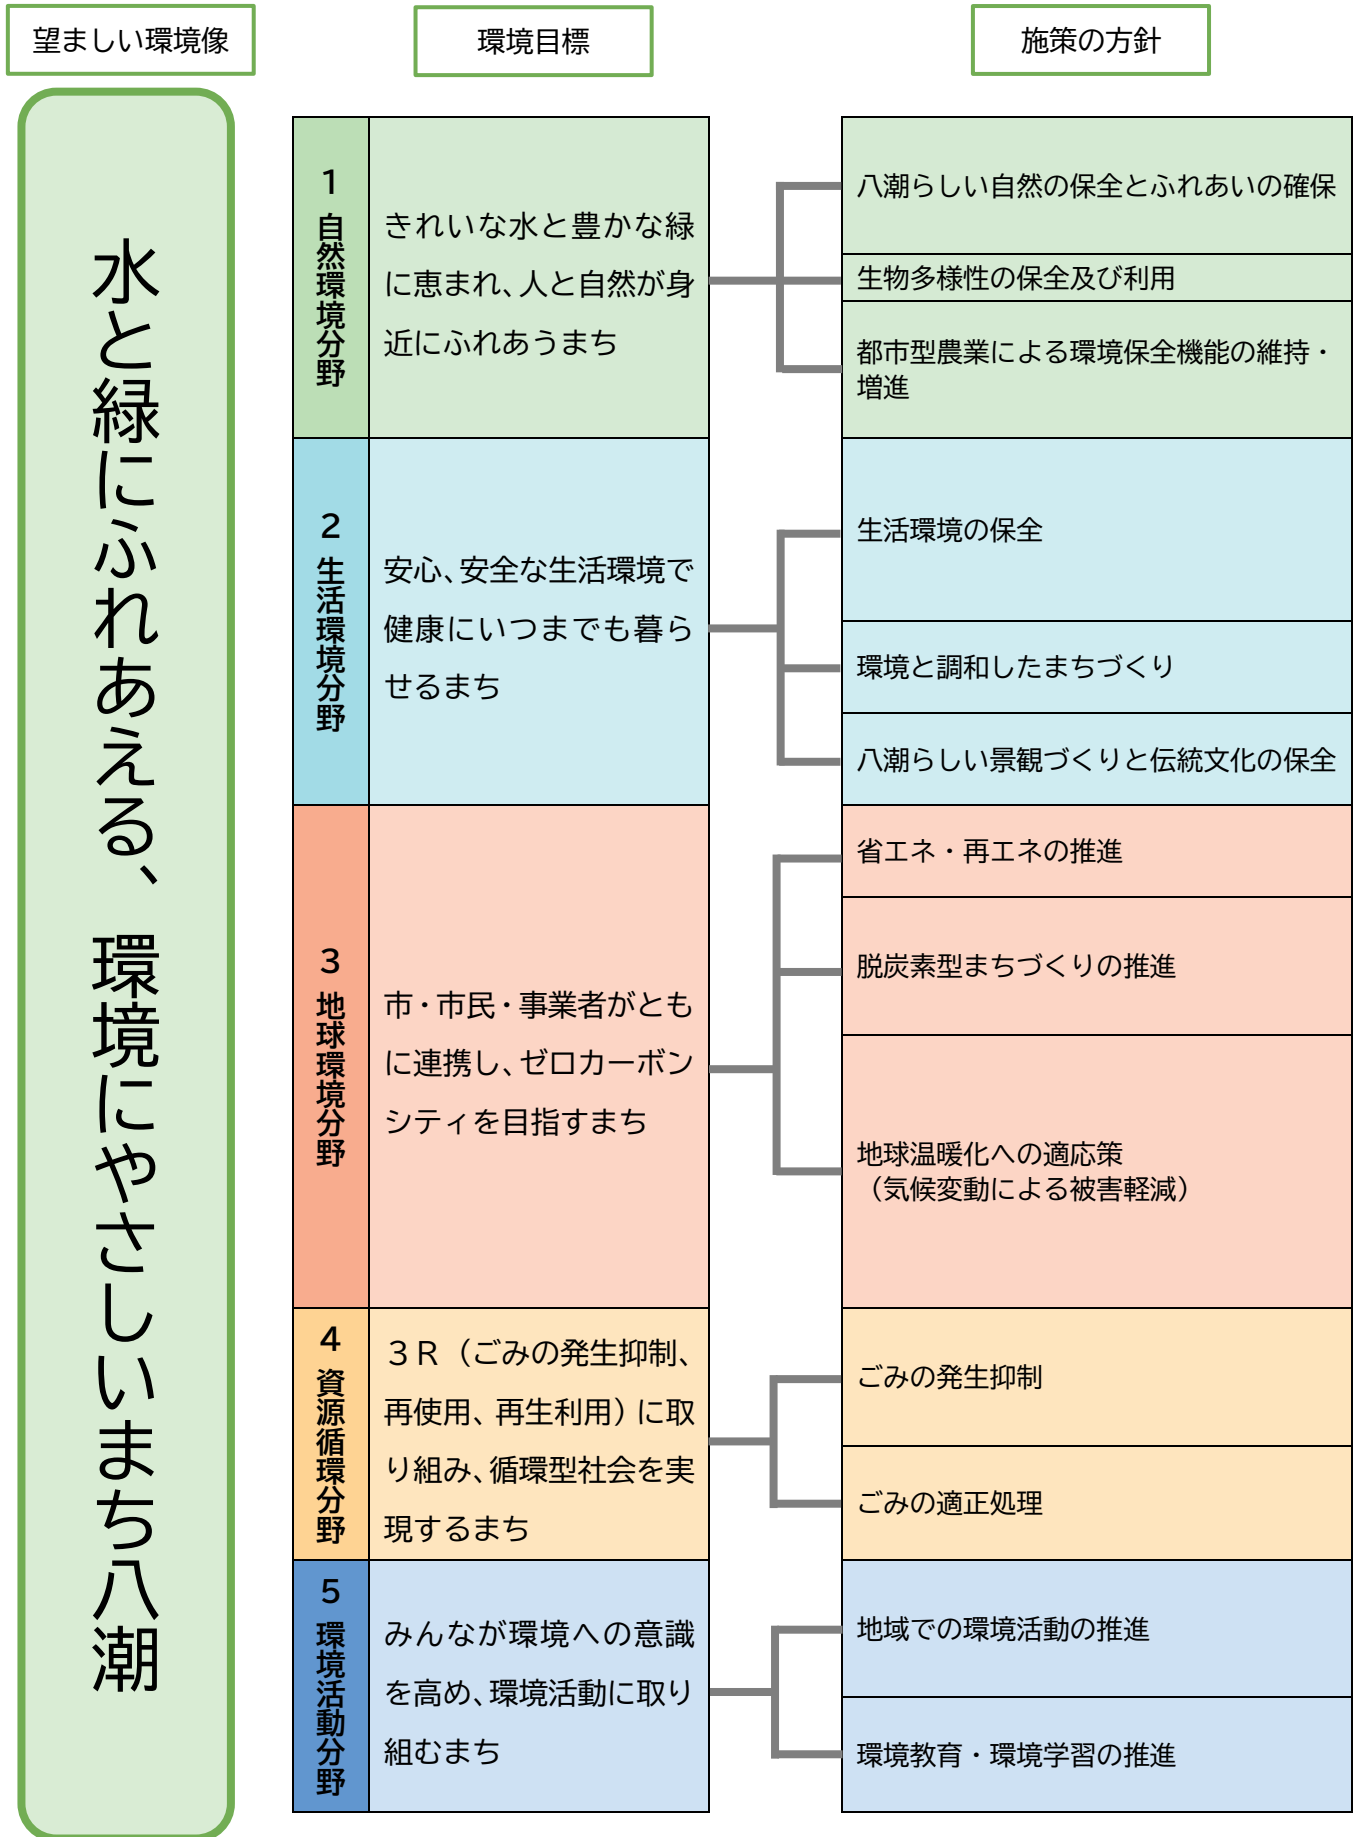 望ましい環境像
環境目標
施策の方針
水と緑にふれあえる、環境にやさしいまち八潮
1 自然環境分野
きれいな水と豊かな緑
に恵まれ、人と自然が身
近にふれあうまち
八潮らしい自然の保全とふれあいの確保
生物多様性の保全及び利用
都市型農業による環境保全機能の維持・
増進
2 生活環境分野
安心、安全な生活環境で
健康にいつまでも暮ら
せるまち
生活環境の保全
環境と調和したまちづくり
八潮らしい景観づくりと伝統文化の保全
3 地球環境分野
市・市民・事業者がとも
に連携し、ゼロカーボン
シティを目指すまち
省エネ・再エネの推進
脱炭素型まちづくりの推進
地球温暖化への適応策
（気候変動による被害軽減）
4 資源循環分野
３Ｒ（ごみの発生抑制、
再使用、再生利用）に取
り組み、循環型社会を実
現するまち
ごみの発生抑制
ごみの適正処理
5 環境活動分野
みんなが環境への意識
を高め、環境活動に取り
組むまち
地域での環境活動の推進
環境教育・環境学習の推進